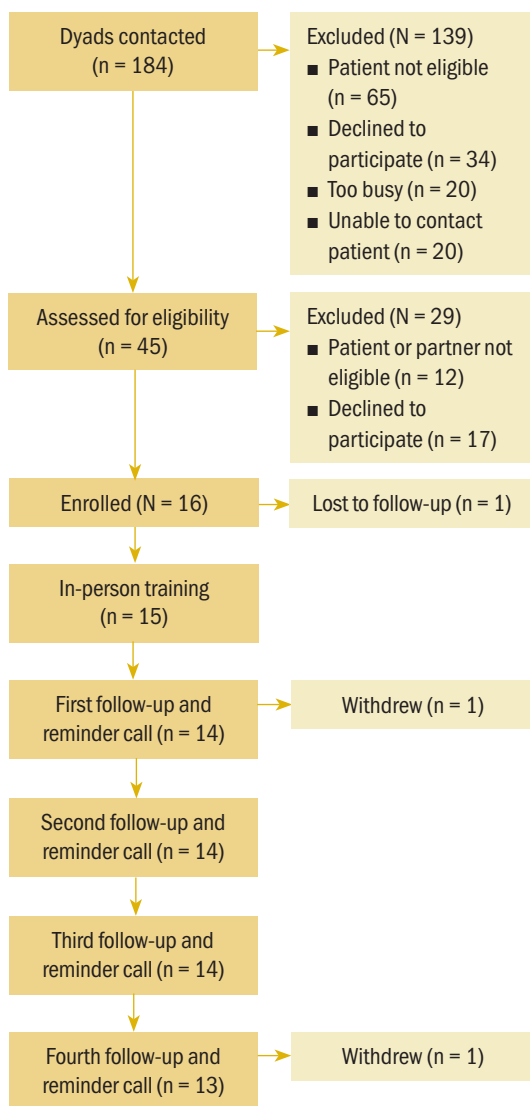 Dyads contacted
(n = 184)
Excluded (N = 139)
■ Patient not eligible
(n = 65)
■ Declined to
participate (n = 34)
■ Too busy (n = 20)
■ Unable to contact
patient (n = 20)
Assessed for eligibility
(n = 45)
Excluded (N = 29)
■ Patient or partner not
eligible (n = 12)
■ Declined to
participate (n = 17)
Enrolled (N = 16)
Lost to follow-up (n = 1)
In-person training
(n = 15)
First follow-up and
reminder call (n = 14)
Withdrew (n = 1)
Second follow-up and
reminder call (n = 14)
Third follow-up and
reminder call (n = 14)
Fourth follow-up and
reminder call (n = 13)
Withdrew (n = 1)